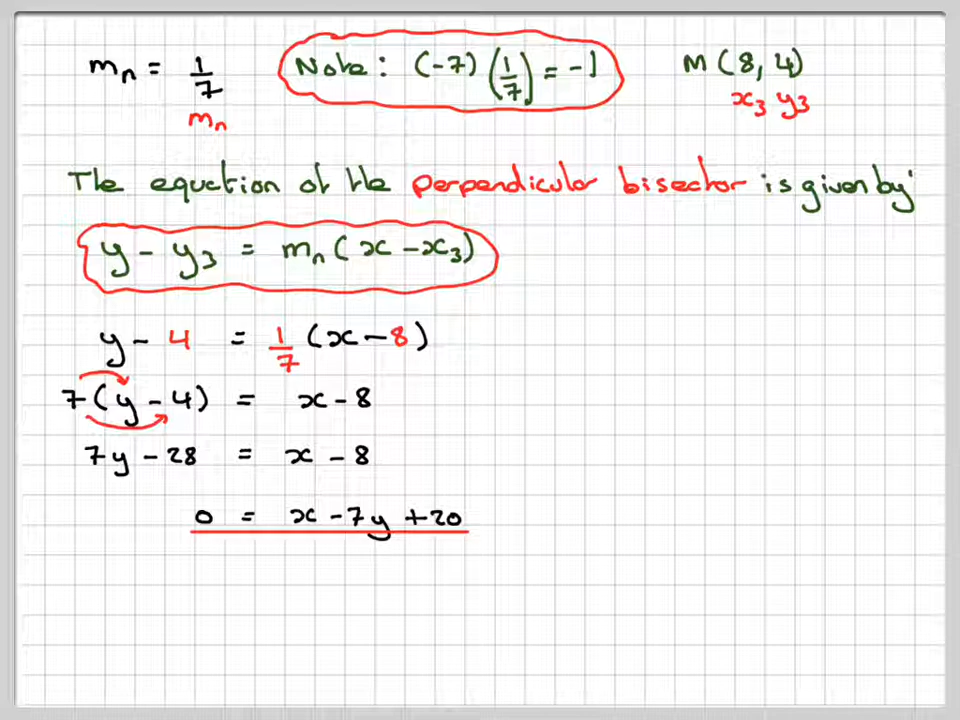 mₙ = 1/7 Note: (-7)(1/7) = -1 M(8, 4)
mₙ x₃ y₃
The equation of the perpendicular bisector is given by:
y - y₃ = mₙ(x - x₃)
y - 4 = 1/7 (x - 8)
7(y - 4) = x - 8
7y - 28 = x - 8
0 = x - 7y + 20